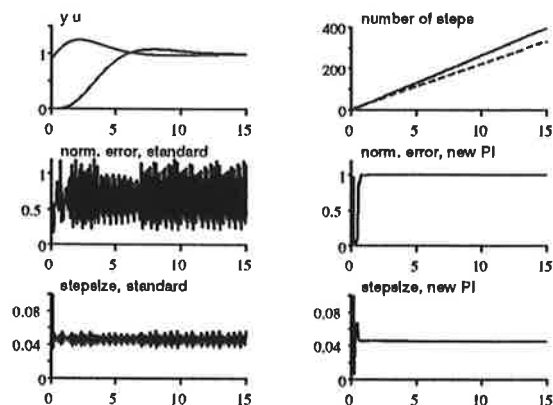 y u
1
0
0 5 10 15
number of steps
400
200
0
0 5 10 15
norm. error, standard
1
0.5
0
0 5 10 15
norm. error, new PI
1
0.5
0
0 5 10 15
stepsize, standard
0.08
0.04
0
0 5 10 15
stepsize, new PI
0,08
0,04
0
0 5 10 15